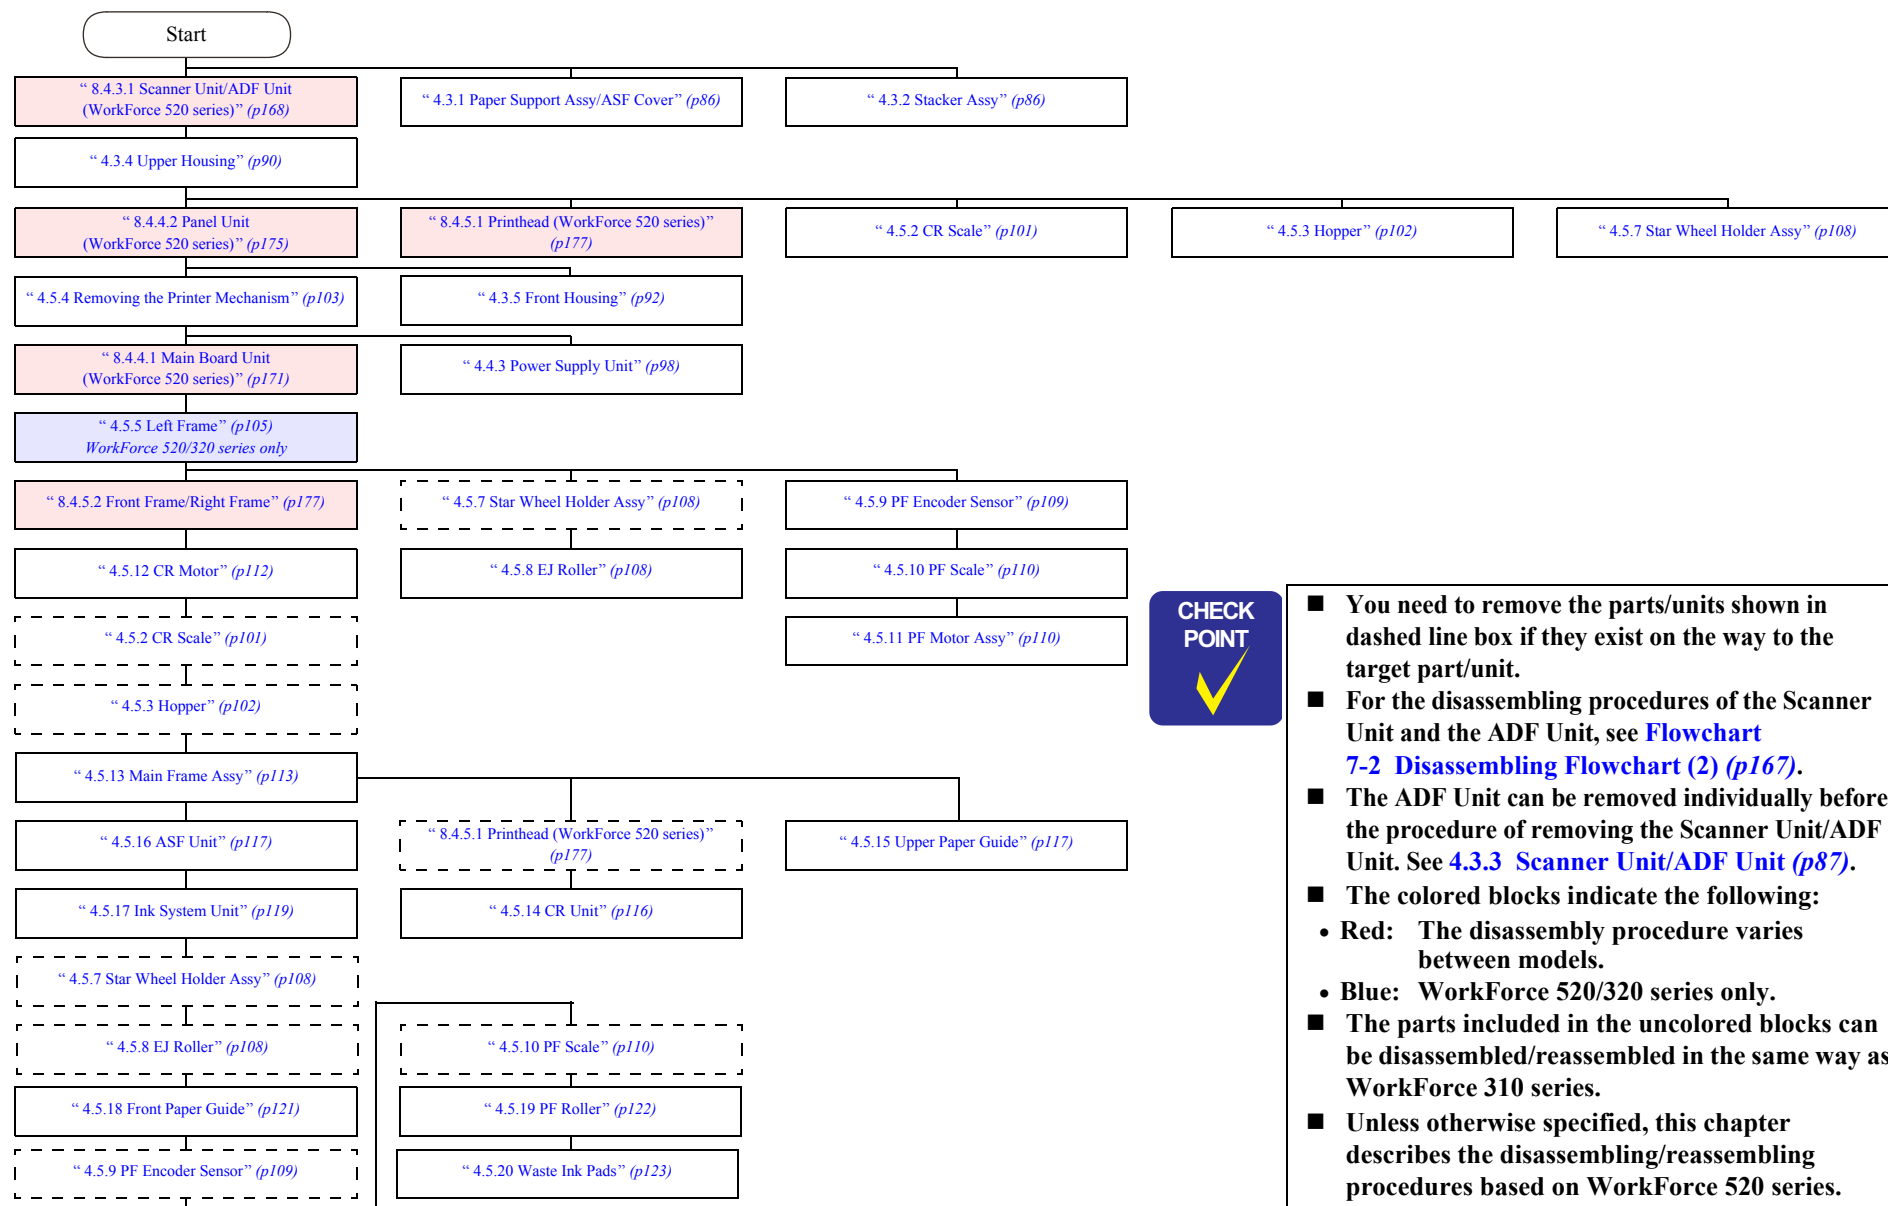 Start
“ 8.4.3.1 Scanner Unit/ADF Unit
(WorkForce 520 series)” (p168)
“ 4.3.1 Paper Support Assy/ASF Cover” (p86)
“ 4.3.2 Stacker Assy” (p86)
“ 4.3.4 Upper Housing” (p90)
“ 8.4.4.2 Panel Unit
(WorkForce 520 series)” (p175)
“ 8.4.5.1 Printhead (WorkForce 520 series)”
(p177)
“ 4.5.2 CR Scale” (p101)
“ 4.5.3 Hopper” (p102)
“ 4.5.7 Star Wheel Holder Assy” (p108)
“ 4.5.4 Removing the Printer Mechanism” (p103)
“ 4.3.5 Front Housing” (p92)
“ 8.4.4.1 Main Board Unit
(WorkForce 520 series)” (p171)
“ 4.4.3 Power Supply Unit” (p98)
“ 4.5.5 Left Frame” (p105)
WorkForce 520/320 series only
“ 8.4.5.2 Front Frame/Right Frame” (p177)
“ 4.5.7 Star Wheel Holder Assy” (p108)
“ 4.5.9 PF Encoder Sensor” (p109)
“ 4.5.12 CR Motor” (p112)
“ 4.5.8 EJ Roller” (p108)
“ 4.5.10 PF Scale” (p110)
“ 4.5.2 CR Scale” (p101)
“ 4.5.11 PF Motor Assy” (p110)
“ 4.5.3 Hopper” (p102)
“ 4.5.13 Main Frame Assy” (p113)
“ 4.5.16 ASF Unit” (p117)
“ 8.4.5.1 Printhead (WorkForce 520 series)”
(p177)
“ 4.5.15 Upper Paper Guide” (p117)
“ 4.5.17 Ink System Unit” (p119)
“ 4.5.14 CR Unit” (p116)
“ 4.5.7 Star Wheel Holder Assy” (p108)
“ 4.5.8 EJ Roller” (p108)
“ 4.5.10 PF Scale” (p110)
“ 4.5.18 Front Paper Guide” (p121)
“ 4.5.19 PF Roller” (p122)
“ 4.5.9 PF Encoder Sensor” (p109)
“ 4.5.20 Waste Ink Pads” (p123)
CHECK
POINT
■ You need to remove the parts/units shown in
dashed line box if they exist on the way to the
target part/unit.
■ For the disassembling procedures of the Scanner
Unit and the ADF Unit, see Flowchart
7-2 Disassembling Flowchart (2) (p167).
■ The ADF Unit can be removed individually before
the procedure of removing the Scanner Unit/ADF
Unit. See 4.3.3 Scanner Unit/ADF Unit (p87).
■ The colored blocks indicate the following:
• Red: The disassembly procedure varies
between models.
• Blue: WorkForce 520/320 series only.
■ The parts included in the uncolored blocks can
be disassembled/reassembled in the same way as
WorkForce 310 series.
■ Unless otherwise specified, this chapter
describes the disassembling/reassembling
procedures based on WorkForce 520 series.